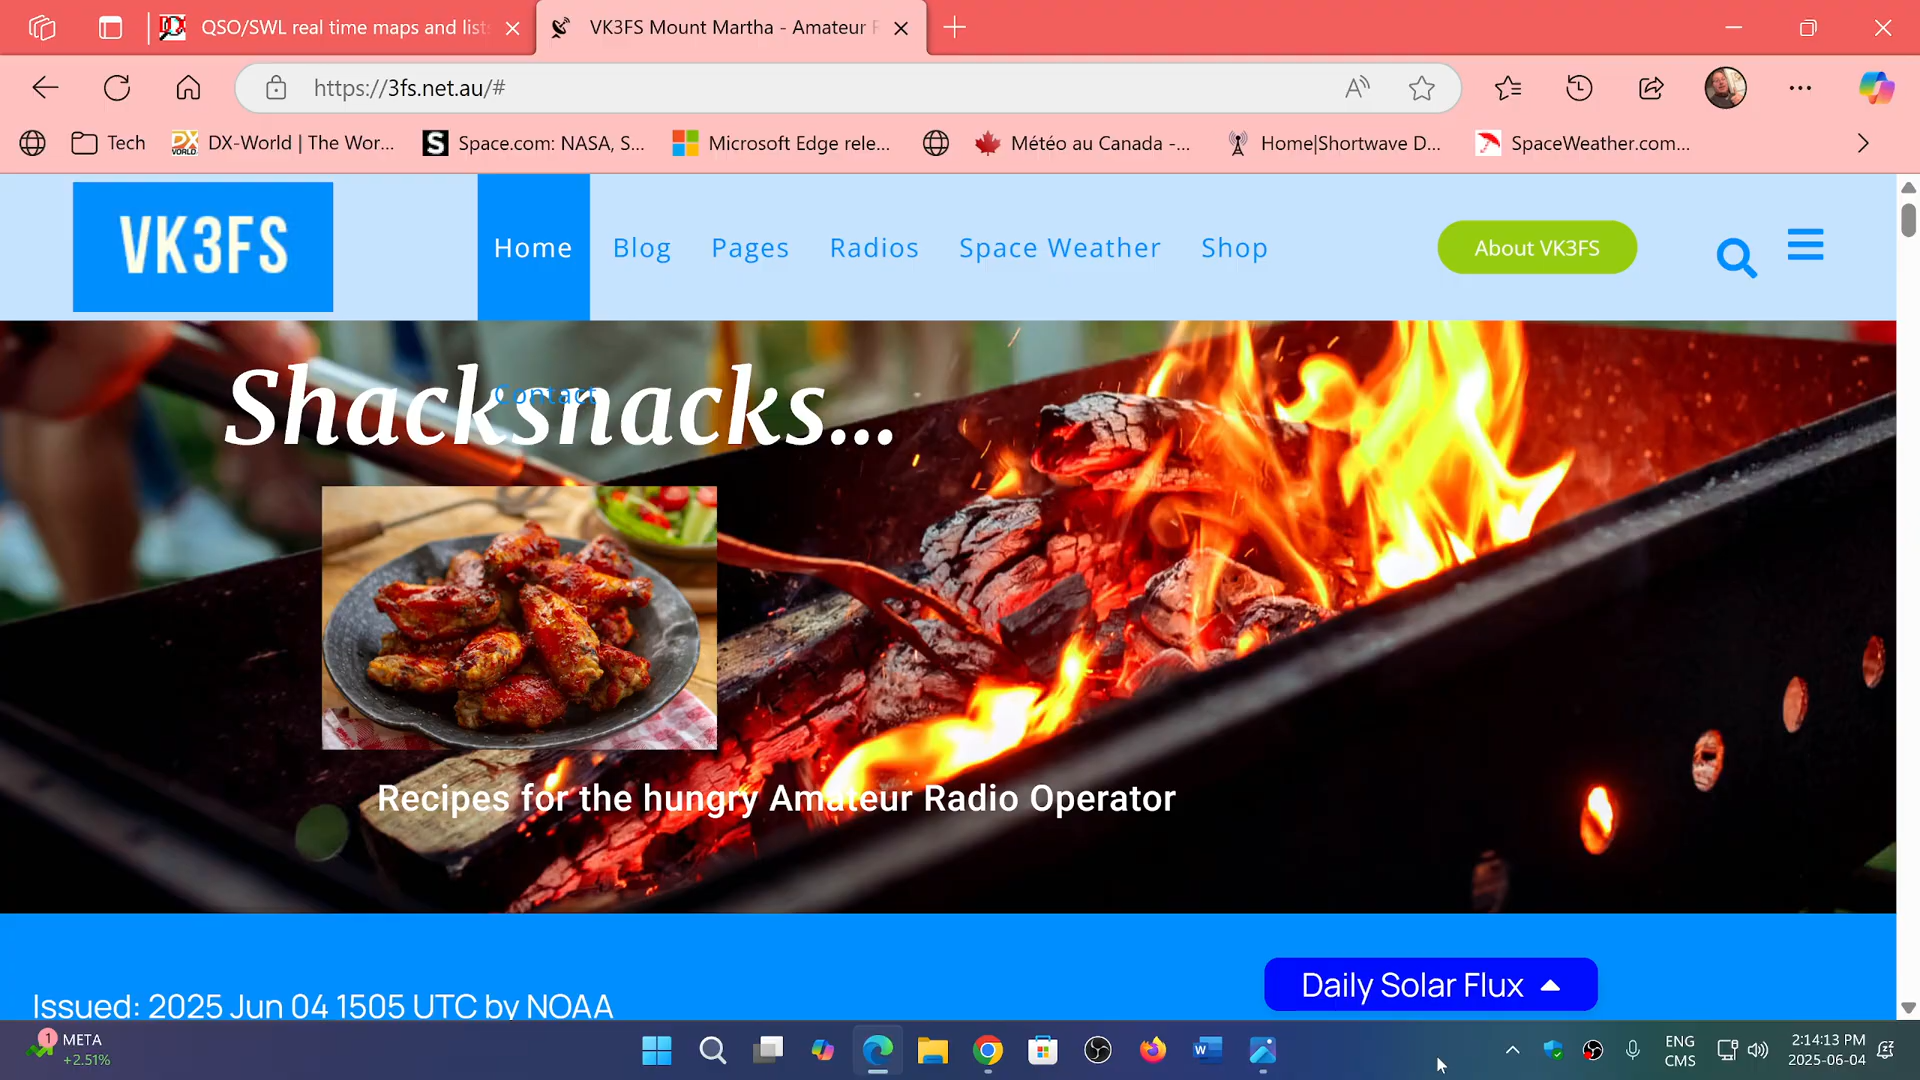 QSO/SWL real time maps and lists
VK3FS Mount Martha - Amateur
https://3fs.net.au/#
Tech
DX-World | The Wor...
Space.com: NASA, S...
Microsoft Edge rele...
Météo au Canada -...
Home|Shortwave D...
SpaceWeather.com...
VK3FS
Home
Blog
Pages
Radios
Space Weather
Shop
About VK3FS
Contact
Shacksnacks...
Recipes for the hungry Amateur Radio Operator
Issued: 2025 Jun 04 1505 UTC by NOAA
Daily Solar Flux
1
META
+2.51%
ENG
CMS
2:14:13 PM
2025-06-04